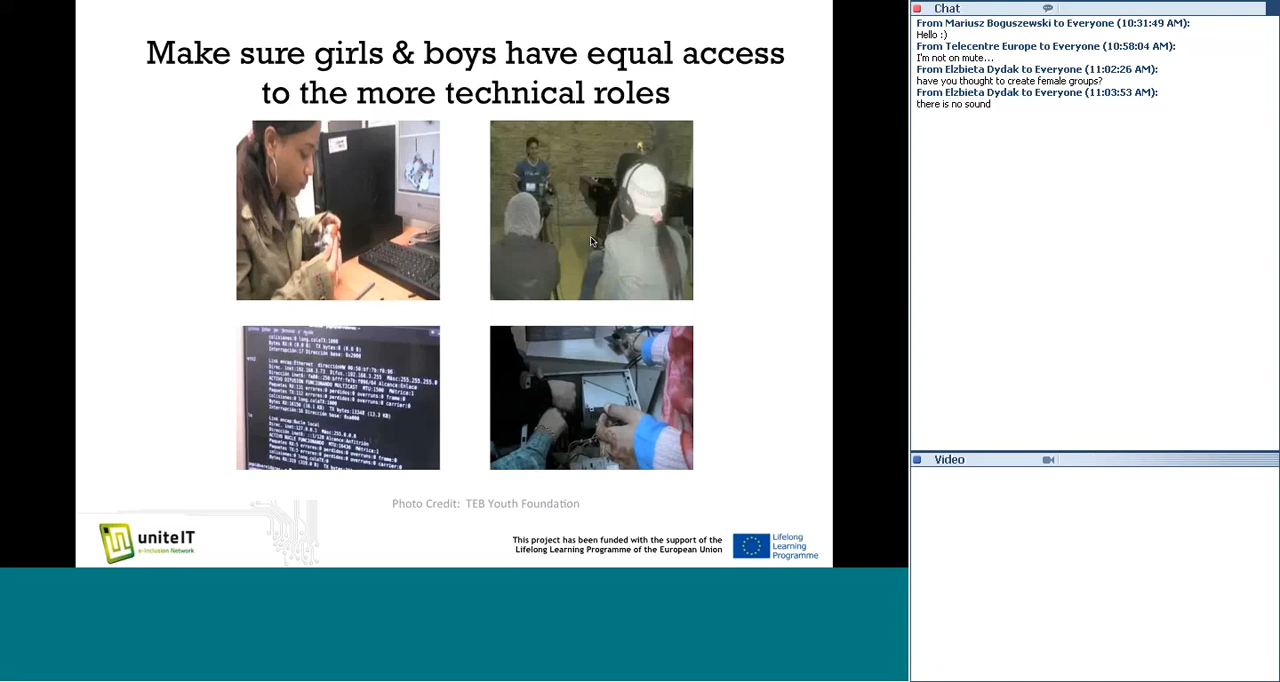 Make sure girls & boys have equal access
to the more technical roles
Photo Credit: TEB Youth Foundation
uniteIT
e-Inclusion Network
This project has been funded with the support of the
Lifelong Learning Programme of the European Union
Lifelong
Learning
Programme
Chat
From Mariusz Boguszewski to Everyone (10:31:49 AM):
Hello :)
From Telecentre Europe to Everyone (10:58:04 AM):
I'm not on mute...
From Elzbieta Dydak to Everyone (11:02:26 AM):
have you thought to create female groups?
From Elzbieta Dydak to Everyone (11:03:53 AM):
there is no sound
Video